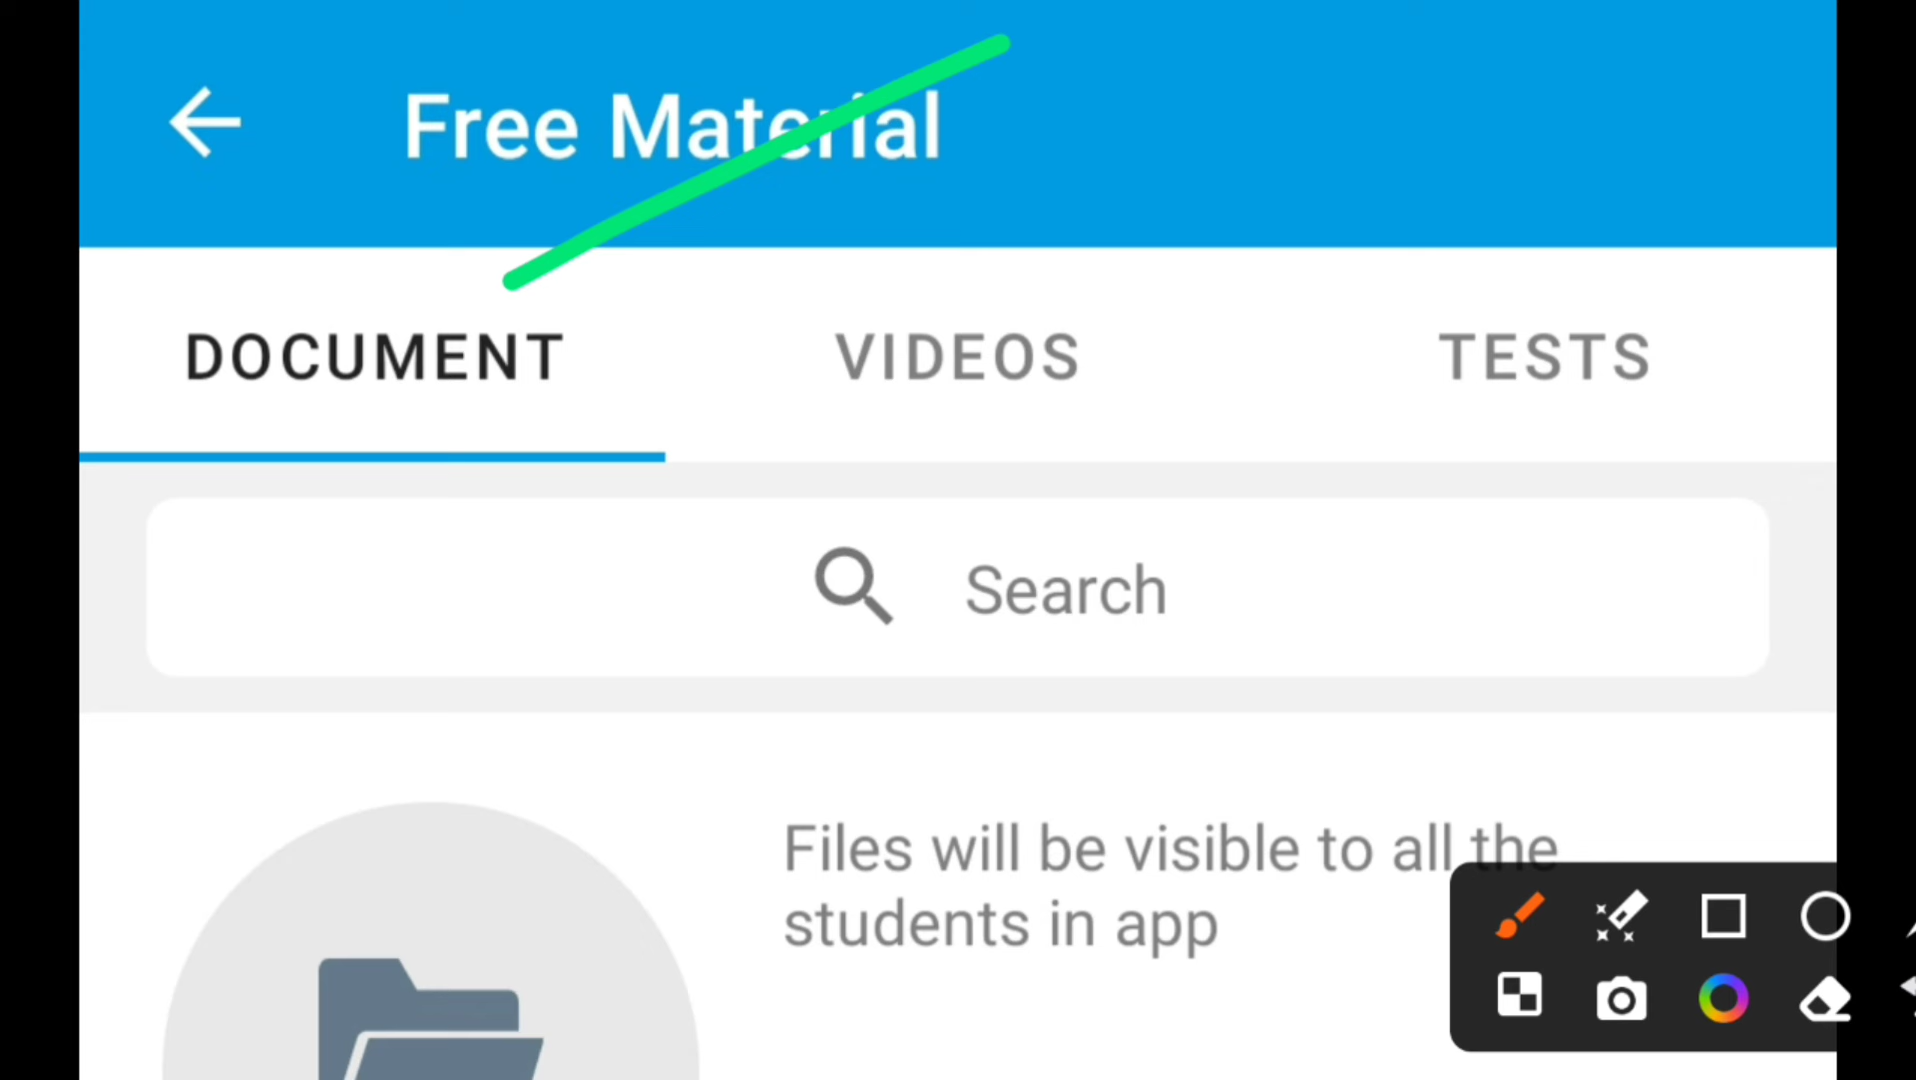 Free Material
DOCUMENT VIDEOS TESTS
Search
Files will be visible to all the
students in app